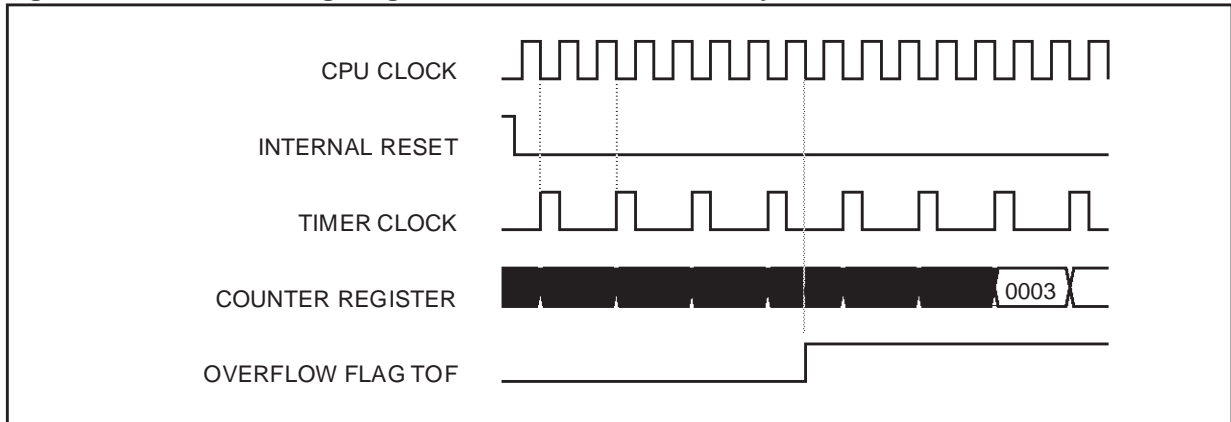 CPU CLOCK
INTERNAL RESET
TIMER CLOCK
COUNTER REGISTER
0003
OVERFLOW FLAG TOF